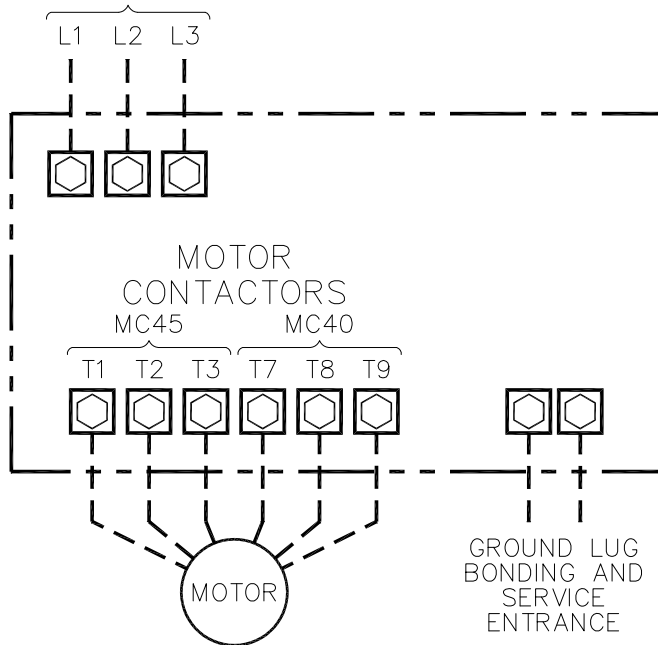 L1 L2 L3
MOTOR
CONTACTORS
MC45 MC40
T1 T2 T3 T7 T8 T9
MOTOR
GROUND LUG
BONDING AND
SERVICE
ENTRANCE